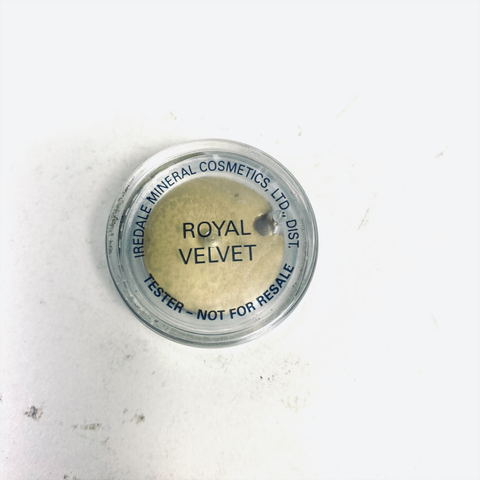 IREDALE MINERAL COSMETICS, LTD., DIST.
ROYAL
VELVET
TESTER - NOT FOR RESALE